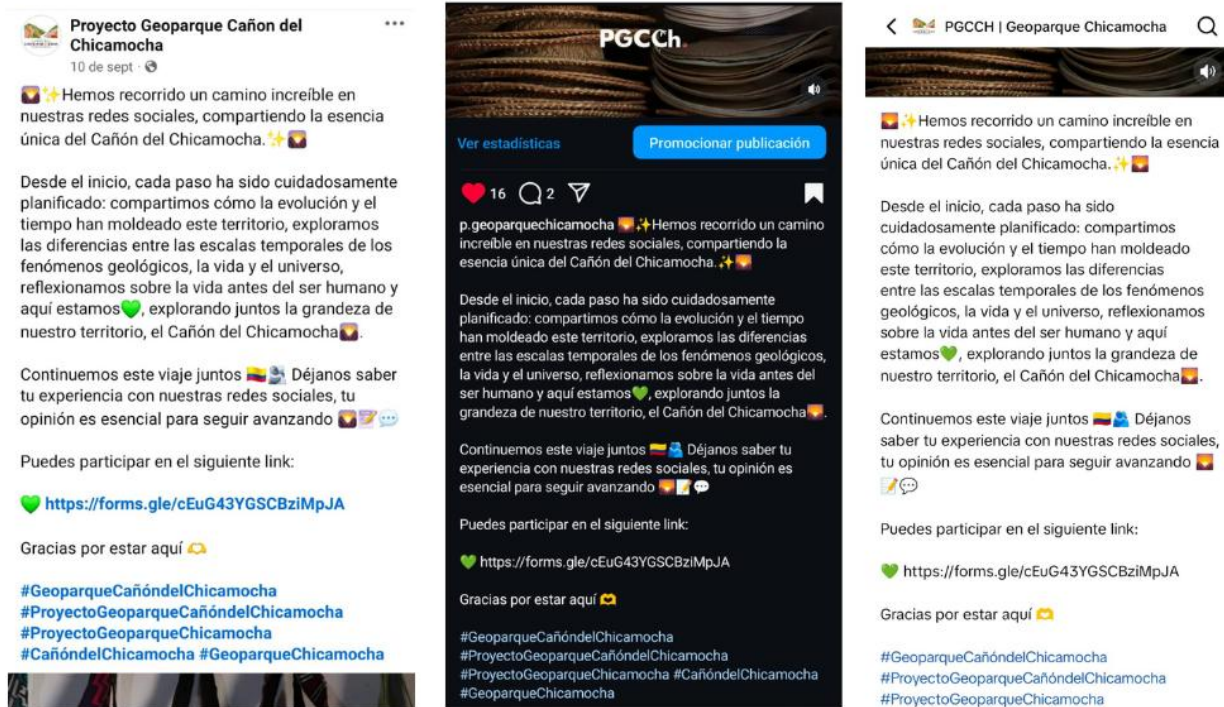 Proyecto Geoparque Cañon del
Chicamocha
10 de sept
🌄✨Hemos recorrido un camino increíble en
nuestras redes sociales, compartiendo la esencia
única del Cañón del Chicamocha.✨🌄
Desde el inicio, cada paso ha sido cuidadosamente
planificado: compartimos cómo la evolución y el
tiempo han moldeado este territorio, exploramos
las diferencias entre las escalas temporales de los
fenómenos geológicos, la vida y el universo,
reflexionamos sobre la vida antes del ser humano y
aquí estamos💚, explorando juntos la grandeza de
nuestro territorio, el Cañón del Chicamocha🌄.
Continuemos este viaje juntos 🇨🇴🫂 Déjanos saber
tu experiencia con nuestras redes sociales, tu
opinión es esencial para seguir avanzando 🌄📝💬
Puedes participar en el siguiente link:
💚 https://forms.gle/cEuG43YGSCBziMpJA
Gracias por estar aquí 🫶
#GeoparqueCañóndelChicamocha
#ProyectoGeoparqueCañóndelChicamocha
#ProyectoGeoparqueChicamocha
#CañóndelChicamocha #GeoparqueChicamocha
PGCCh.
Ver estadísticas
Promocionar publicación
16 2
p.geoparquechicamocha 🌄✨Hemos recorrido un camino
increíble en nuestras redes sociales, compartiendo la
esencia única del Cañón del Chicamocha.✨🌄
Desde el inicio, cada paso ha sido cuidadosamente
planificado: compartimos cómo la evolución y el tiempo
han moldeado este territorio, exploramos las diferencias
entre las escalas temporales de los fenómenos geológicos,
la vida y el universo, reflexionamos sobre la vida antes del
ser humano y aquí estamos💚, explorando juntos la
grandeza de nuestro territorio, el Cañón del Chicamocha🌄.
Continuemos este viaje juntos 🇨🇴🫂 Déjanos saber tu
experiencia con nuestras redes sociales, tu opinión es
esencial para seguir avanzando 🌄📝💬
Puedes participar en el siguiente link:
💚 https://forms.gle/cEuG43YGSCBziMpJA
Gracias por estar aquí 🫶
#GeoparqueCañóndelChicamocha
#ProyectoGeoparqueCañóndelChicamocha
#ProyectoGeoparqueChicamocha #CañóndelChicamocha
#GeoparqueChicamocha
PGCCH | Geoparque Chicamocha
🌄✨Hemos recorrido un camino increíble en
nuestras redes sociales, compartiendo la esencia
única del Cañón del Chicamocha.✨🌄
Desde el inicio, cada paso ha sido
cuidadosamente planificado: compartimos
cómo la evolución y el tiempo han moldeado
este territorio, exploramos las diferencias
entre las escalas temporales de los fenómenos
geológicos, la vida y el universo, reflexionamos
sobre la vida antes del ser humano y aquí
estamos💚, explorando juntos la grandeza de
nuestro territorio, el Cañón del Chicamocha🌄.
Continuemos este viaje juntos 🇨🇴🫂 Déjanos
saber tu experiencia con nuestras redes sociales,
tu opinión es esencial para seguir avanzando 🌄
📝💬
Puedes participar en el siguiente link:
💚 https://forms.gle/cEuG43YGSCBziMpJA
Gracias por estar aquí 🫶
#GeoparqueCañóndelChicamocha
#ProyectoGeoparqueCañóndelChicamocha
#ProyectoGeoparqueChicamocha